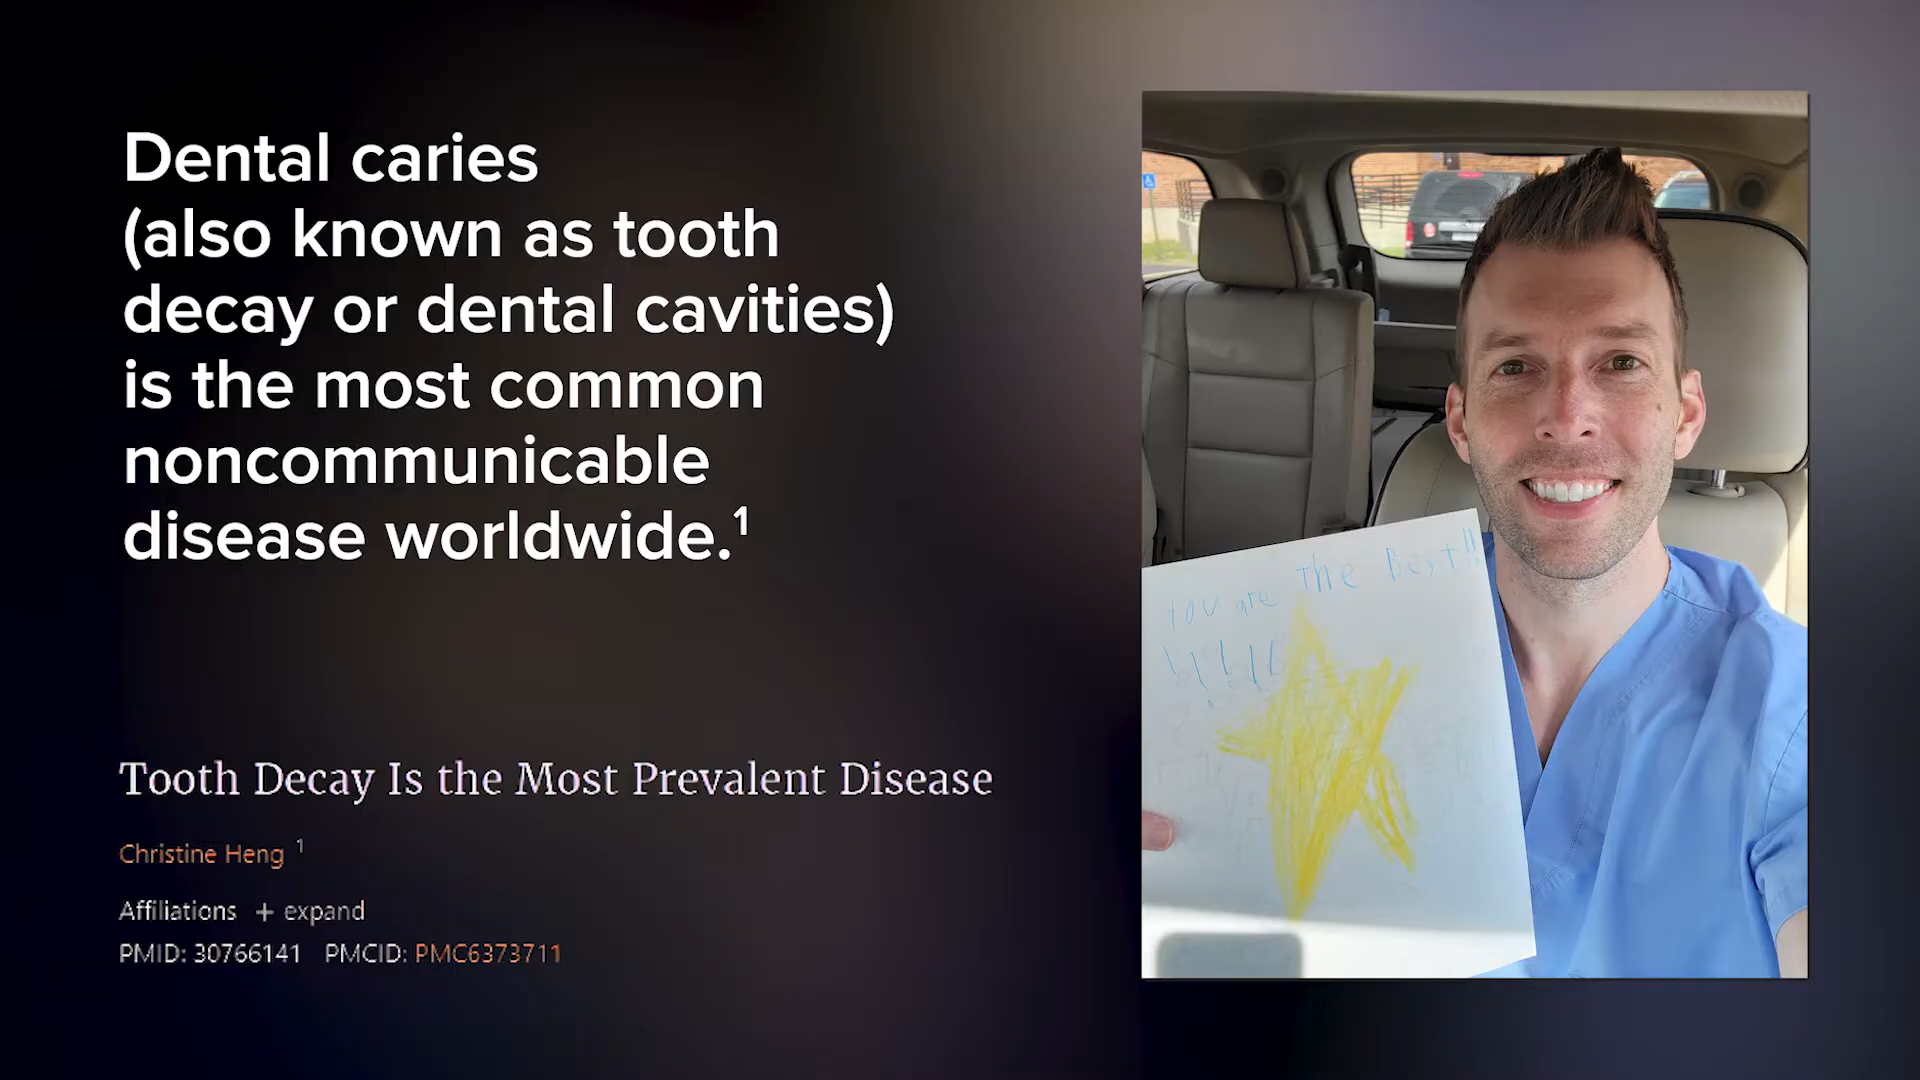 Dental caries
(also known as tooth
decay or dental cavities)
is the most common
noncommunicable
disease worldwide.¹
Tooth Decay Is the Most Prevalent Disease
Christine Heng ¹
Affiliations + expand
PMID: 30766141 PMCID: PMC6373711
You are the Best!!
!!!!!